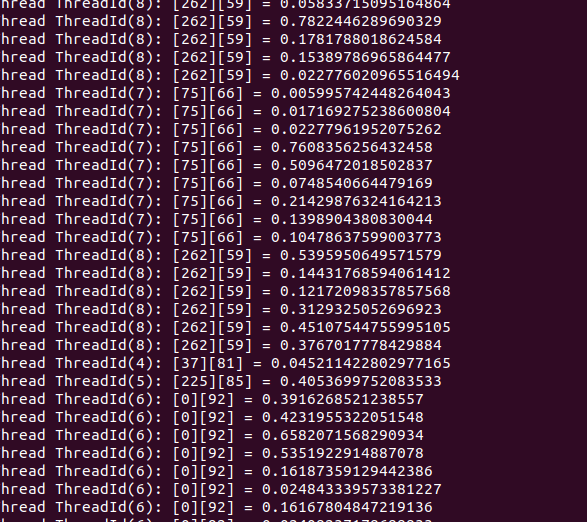 hread ThreadId(8): [262][59] = 0.05833715095164864
hread ThreadId(8): [262][59] = 0.7822446289690329
hread ThreadId(8): [262][59] = 0.1781788018624584
hread ThreadId(8): [262][59] = 0.15389786965864477
hread ThreadId(8): [262][59] = 0.022776020965516494
hread ThreadId(7): [75][66] = 0.005995742448264043
hread ThreadId(7): [75][66] = 0.017169275238600804
hread ThreadId(7): [75][66] = 0.02277961952075262
hread ThreadId(7): [75][66] = 0.7608356256432458
hread ThreadId(7): [75][66] = 0.5096472018502837
hread ThreadId(7): [75][66] = 0.0748540664479169
hread ThreadId(7): [75][66] = 0.21429876324164213
hread ThreadId(7): [75][66] = 0.1398904380830044
hread ThreadId(7): [75][66] = 0.10478637599003773
hread ThreadId(8): [262][59] = 0.5395950649571579
hread ThreadId(8): [262][59] = 0.14431768594061412
hread ThreadId(8): [262][59] = 0.12172098357857568
hread ThreadId(8): [262][59] = 0.3129325052696923
hread ThreadId(8): [262][59] = 0.45107544755995105
hread ThreadId(8): [262][59] = 0.3767017778429884
hread ThreadId(4): [37][81] = 0.045211422802977165
hread ThreadId(5): [225][85] = 0.4053699752083533
hread ThreadId(6): [0][92] = 0.3916268521238557
hread ThreadId(6): [0][92] = 0.4231955322051548
hread ThreadId(6): [0][92] = 0.6582071568290934
hread ThreadId(6): [0][92] = 0.5351922914887078
hread ThreadId(6): [0][92] = 0.16187359129442386
hread ThreadId(6): [0][92] = 0.024843339573381227
hread ThreadId(6): [0][92] = 0.16167804847219136